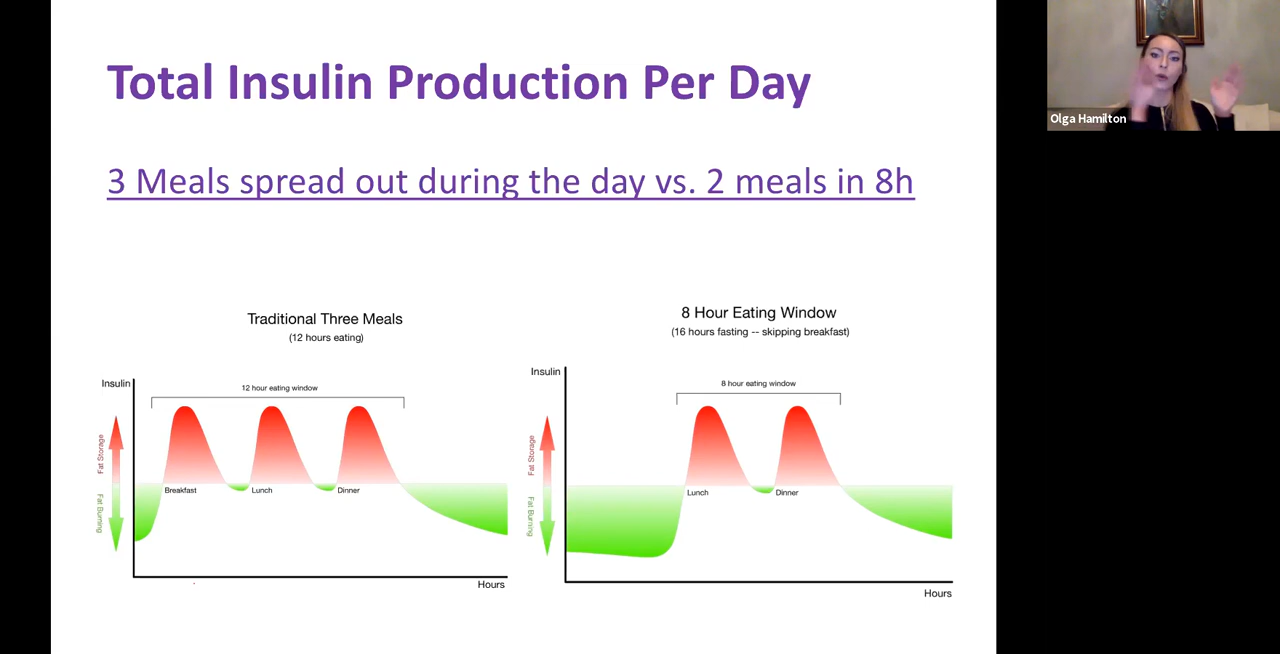 Total Insulin Production Per Day
3 Meals spread out during the day vs. 2 meals in 8h
Traditional Three Meals
(12 hours eating)
Insulin
12 hour eating window
Fat Storage
Fat Burning
Breakfast
Lunch
Dinner
Hours
8 Hour Eating Window
(16 hours fasting -- skipping breakfast)
Insulin
8 hour eating window
Fat Storage
Fat Burning
Lunch
Dinner
Hours
Olga Hamilton